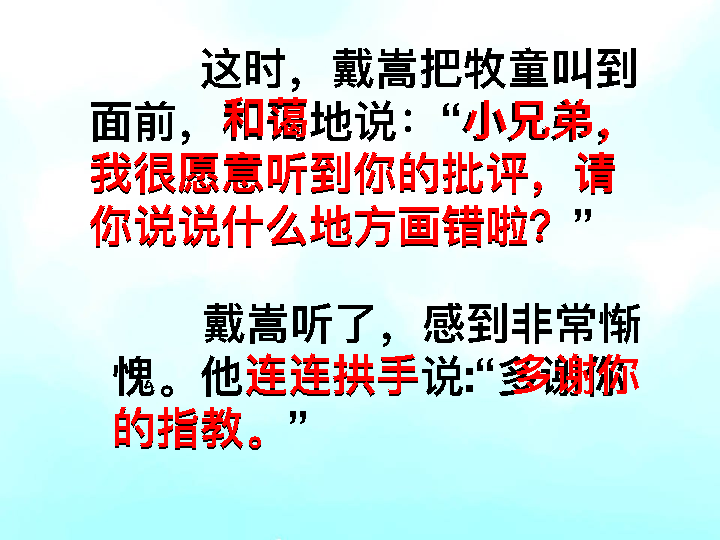 这时，戴嵩把牧童叫到
面前，和蔼地说：“小兄弟，
我很愿意听到你的批评，请
你说说什么地方画错啦？”
戴嵩听了，感到非常惭
愧。他连连拱手说:“多谢你
的指教。”